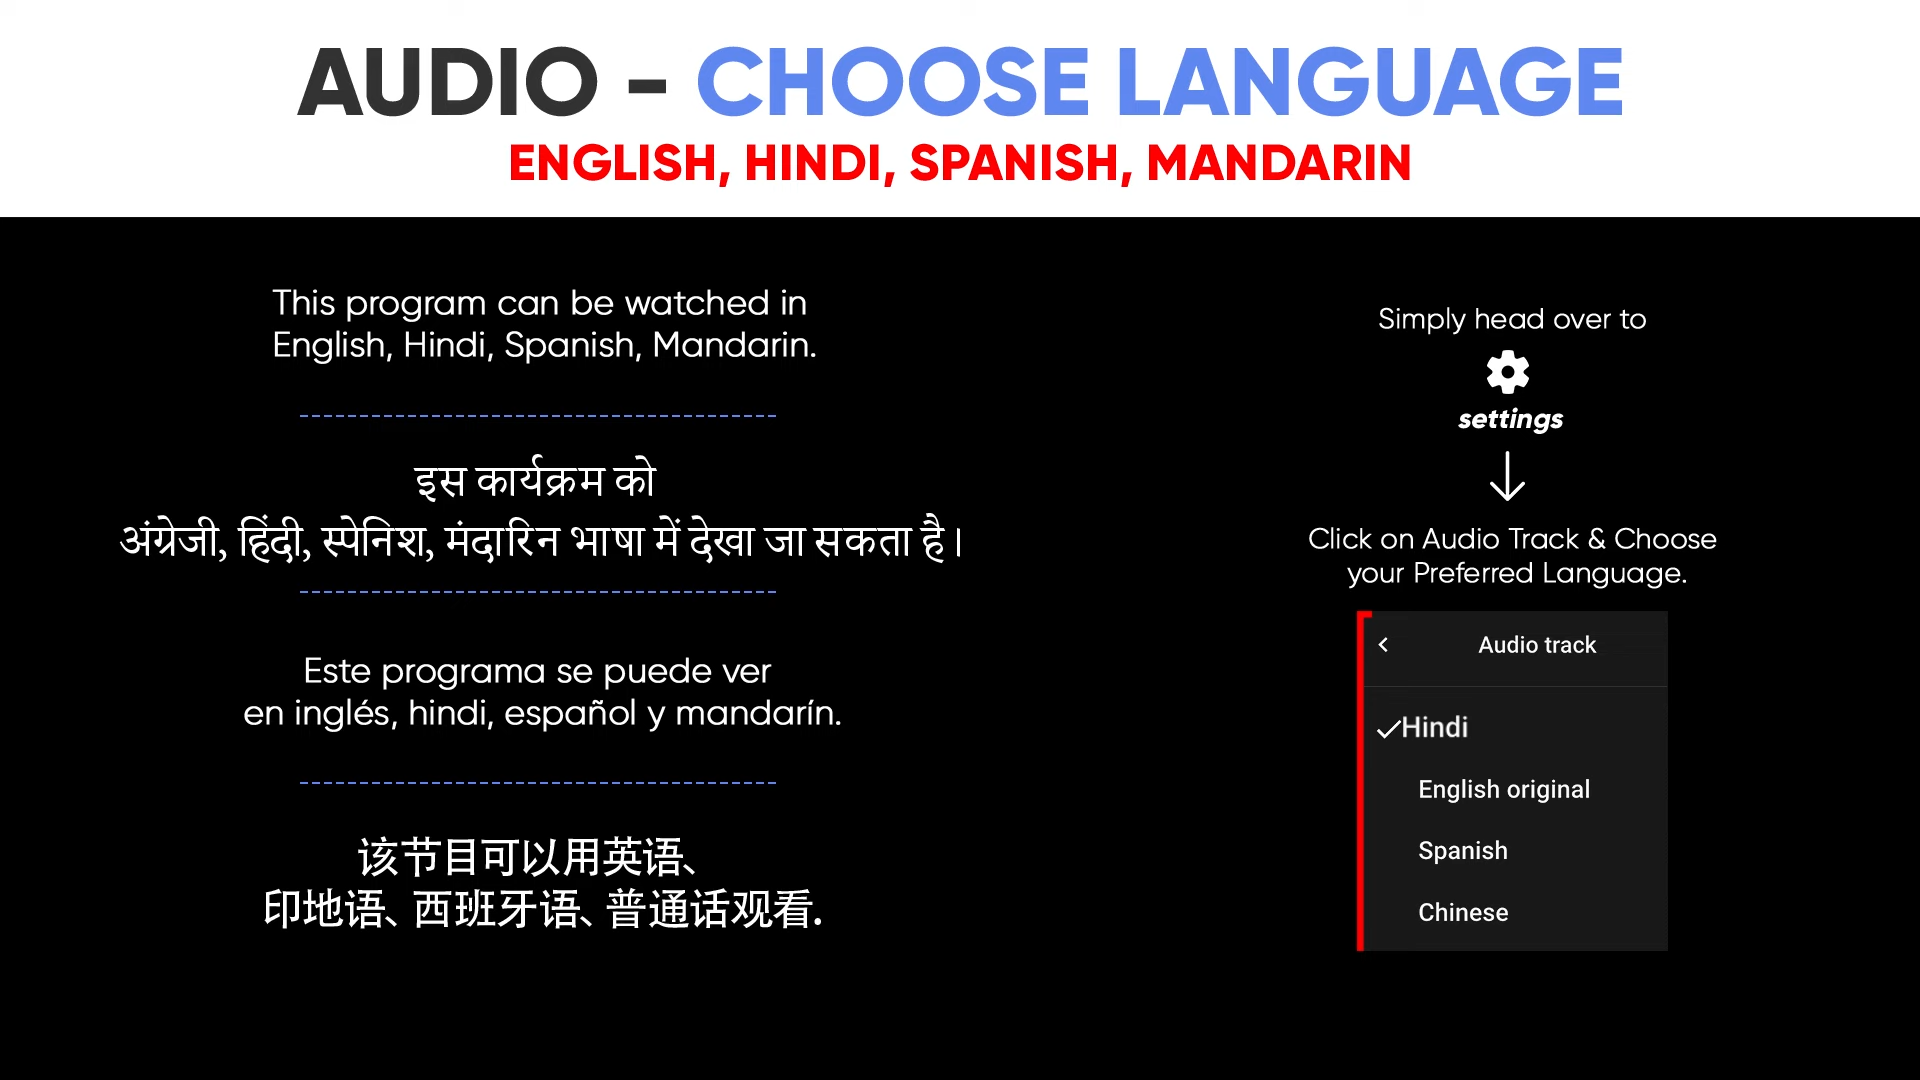 AUDIO - CHOOSE LANGUAGE
ENGLISH, HINDI, SPANISH, MANDARIN
This program can be watched in
English, Hindi, Spanish, Mandarin.
इस कार्यक्रम को
अंग्रेजी, हिंदी, स्पेनिश, मंदारिन भाषा में देखा जा सकता है।
Este programa se puede ver
en inglés, hindi, español y mandarín.
该节目可以用英语、
印地语、西班牙语、普通话观看.
Simply head over to
settings
Click on Audio Track & Choose
your Preferred Language.
Audio track
Hindi
English original
Spanish
Chinese